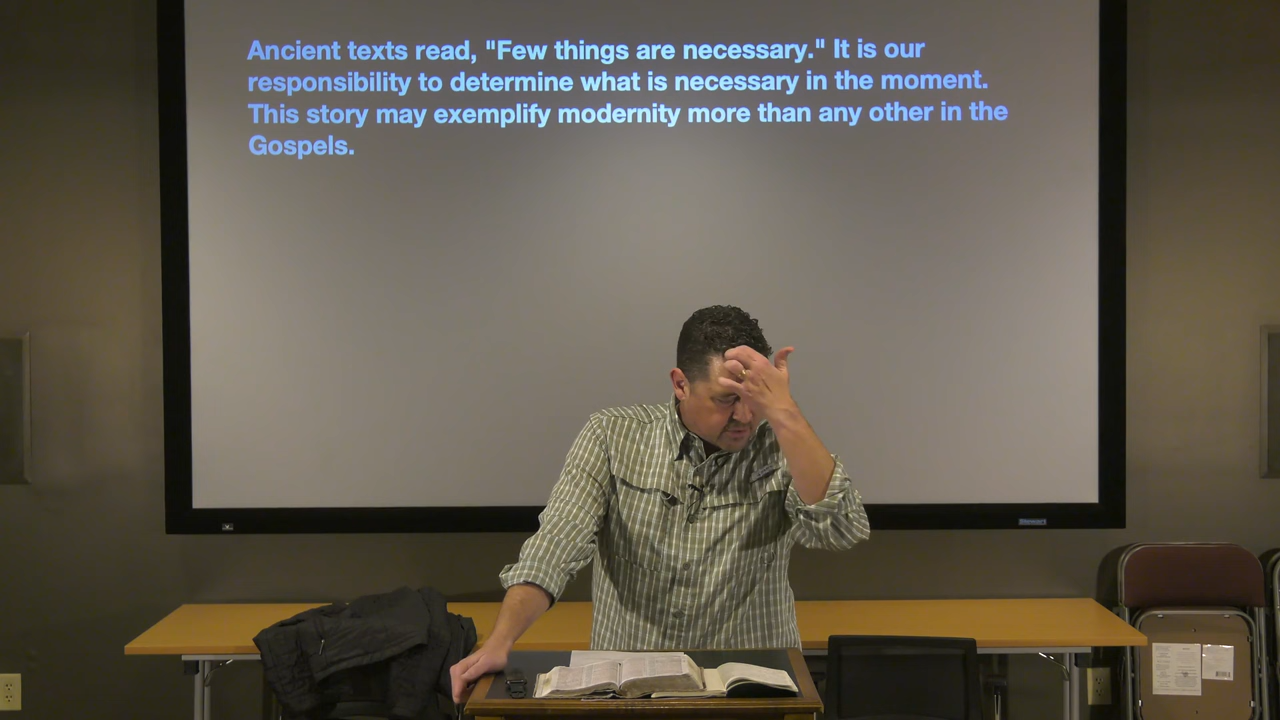 Ancient texts read, "Few things are necessary." It is our
responsibility to determine what is necessary in the moment.
This story may exemplify modernity more than any other in the
Gospels.